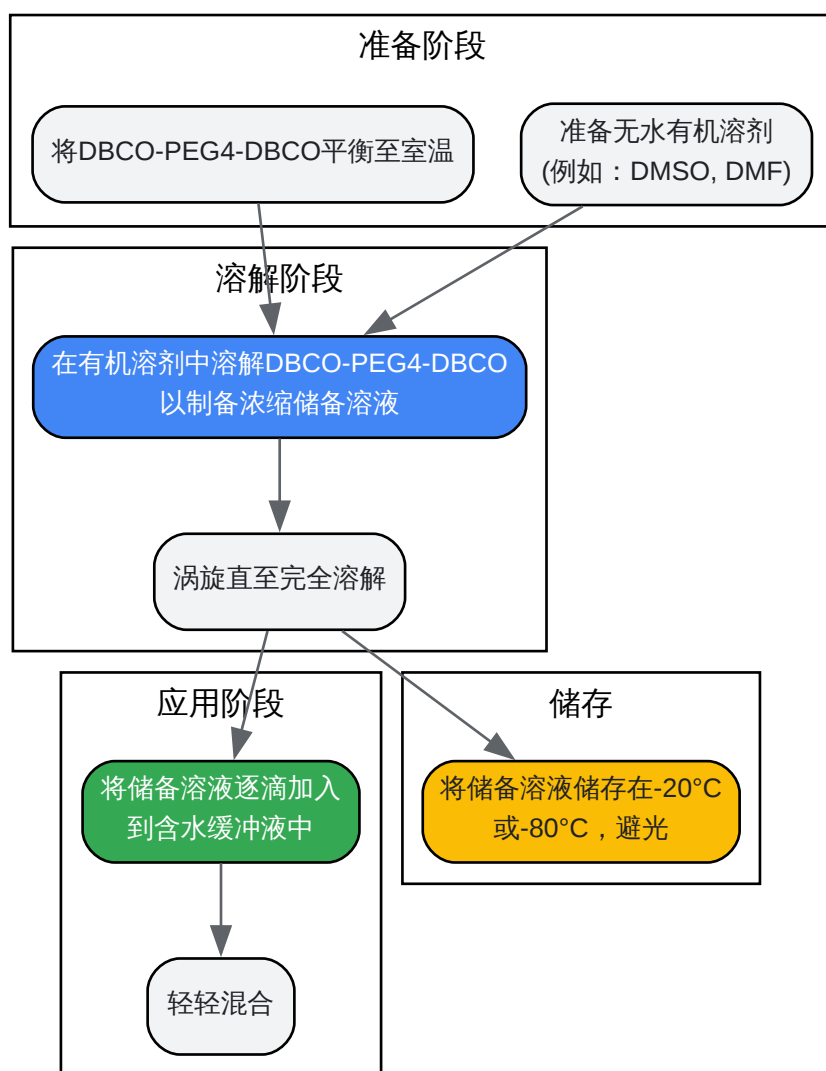 准备阶段
将DBCO-PEG4-DBCO平衡至室温
准备无水有机溶剂
(例如：DMSO, DMF)
溶解阶段
在有机溶剂中溶解DBCO-PEG4-DBCO
以制备浓缩储备溶液
涡旋直至完全溶解
应用阶段
将储备溶液逐滴加入
到含水缓冲液中
轻轻混合
储存
将储备溶液储存在-20°C
或-80°C，避光